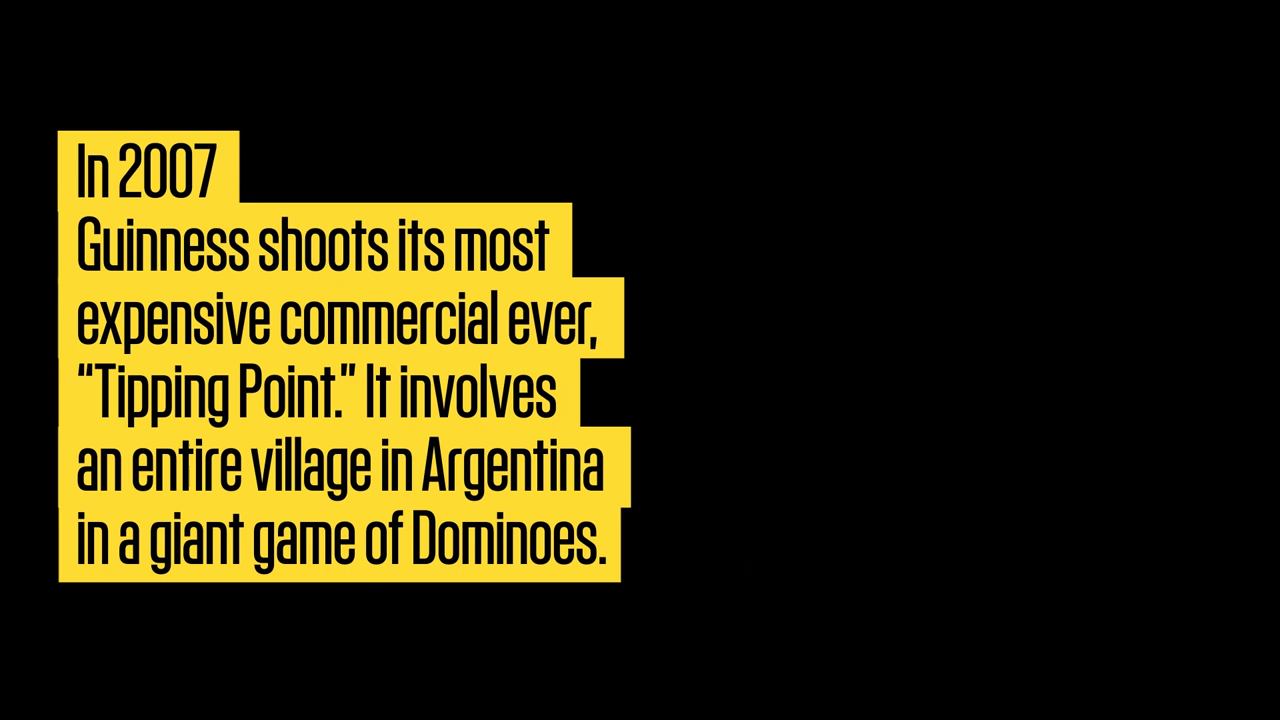 In 2007
Guinness shoots its most
expensive commercial ever,
“Tipping Point.” It involves
an entire village in Argentina
in a giant game of Dominoes.